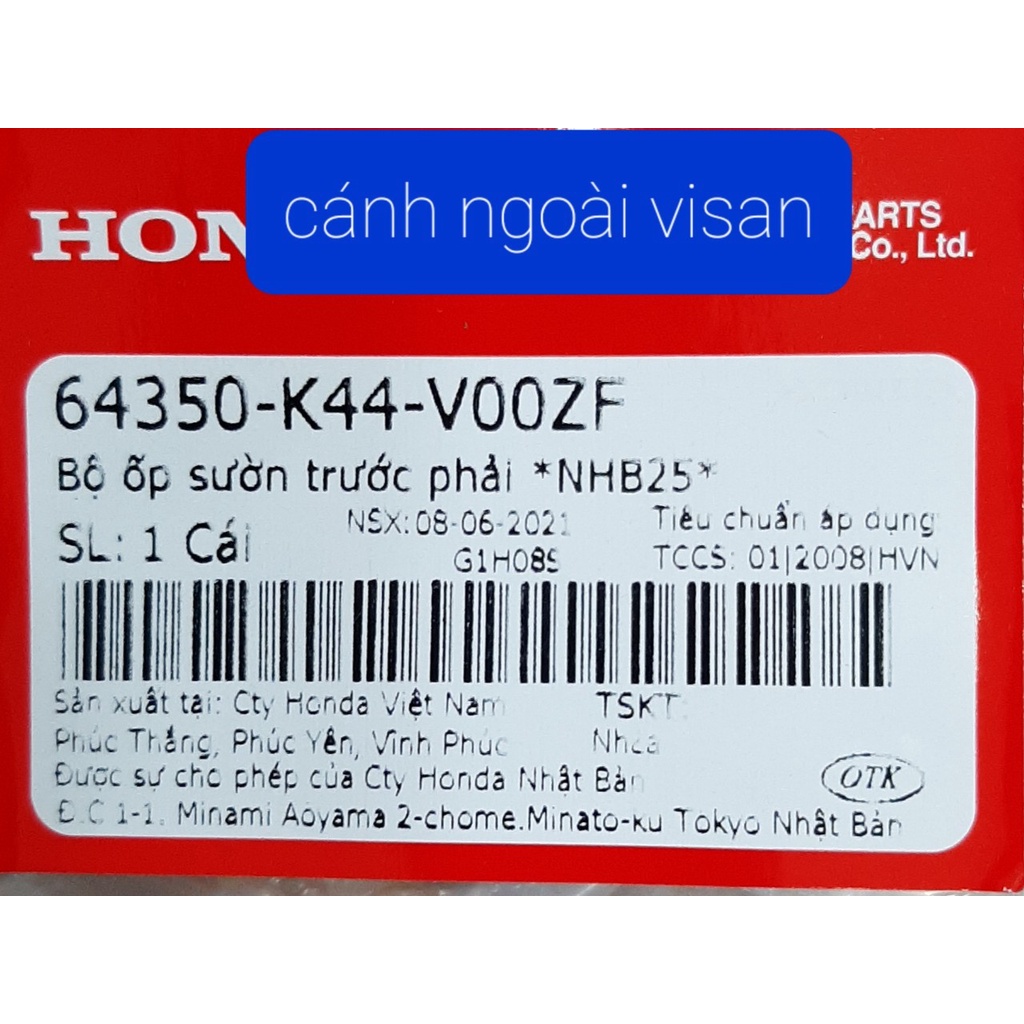 cánh ngoài visan
HON
ARTS
Co., Ltd.
64350-K44-V00ZF
Bộ ốp sườn trước phải *NHB25*
NSX: 08-06-2021 Tiêu chuẩn áp dụng
SL: 1 Cái G1H08S TCCS: 01|2008|HVN
Sản xuất tại: Cty Honda Việt Nam TSKT:
Phúc Thắng, Phúc Yên, Vĩnh Phúc Nhựa
Được sự cho phép của Cty Honda Nhật Bản
QTK
Đ.C 1-1. Minami Aoyama 2-chome.Minato-ku Tokyo Nhật Bản